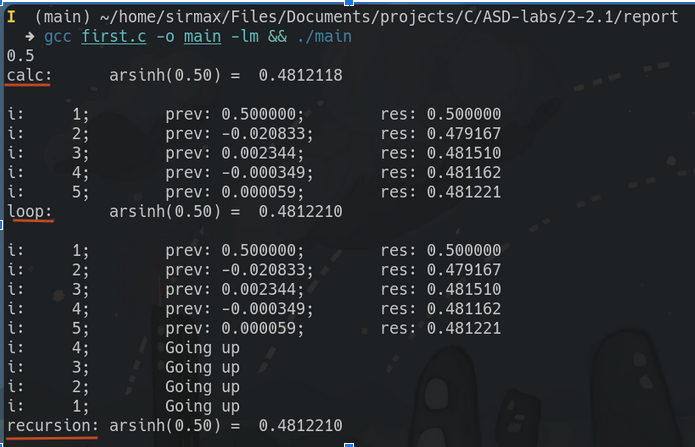 I (main) ~/home/sirmax/Files/Documents/projects/C/ASD-labs/2-2.1/report
➜ gcc first.c -o main -lm && ./main
0.5
calc: arsinh(0.50) = 0.4812118
i: 1; prev: 0.500000; res: 0.500000
i: 2; prev: -0.020833; res: 0.479167
i: 3; prev: 0.002344; res: 0.481510
i: 4; prev: -0.000349; res: 0.481162
i: 5; prev: 0.000059; res: 0.481221
loop: arsinh(0.50) = 0.4812210
i: 1; prev: 0.500000; res: 0.500000
i: 2; prev: -0.020833; res: 0.479167
i: 3; prev: 0.002344; res: 0.481510
i: 4; prev: -0.000349; res: 0.481162
i: 5; prev: 0.000059; res: 0.481221
i: 4; Going up
i: 3; Going up
i: 2; Going up
i: 1; Going up
recursion: arsinh(0.50) = 0.4812210